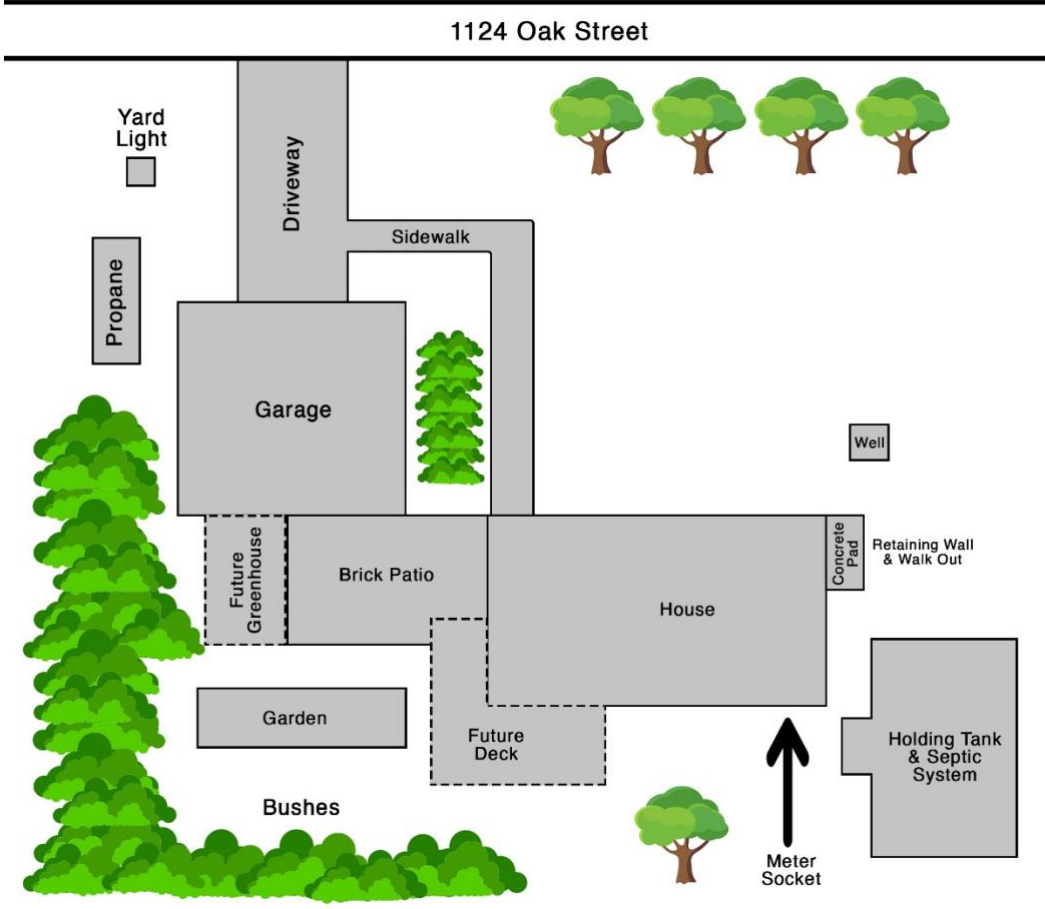 1124 Oak Street
Yard
Light
Driveway
Sidewalk
Propane
Garage
Well
Future
Greenhouse
Brick Patio
House
Concrete
Pad
Retaining Wall
& Walk Out
Garden
Future
Deck
Holding Tank
& Septic
System
Bushes
Meter
Socket